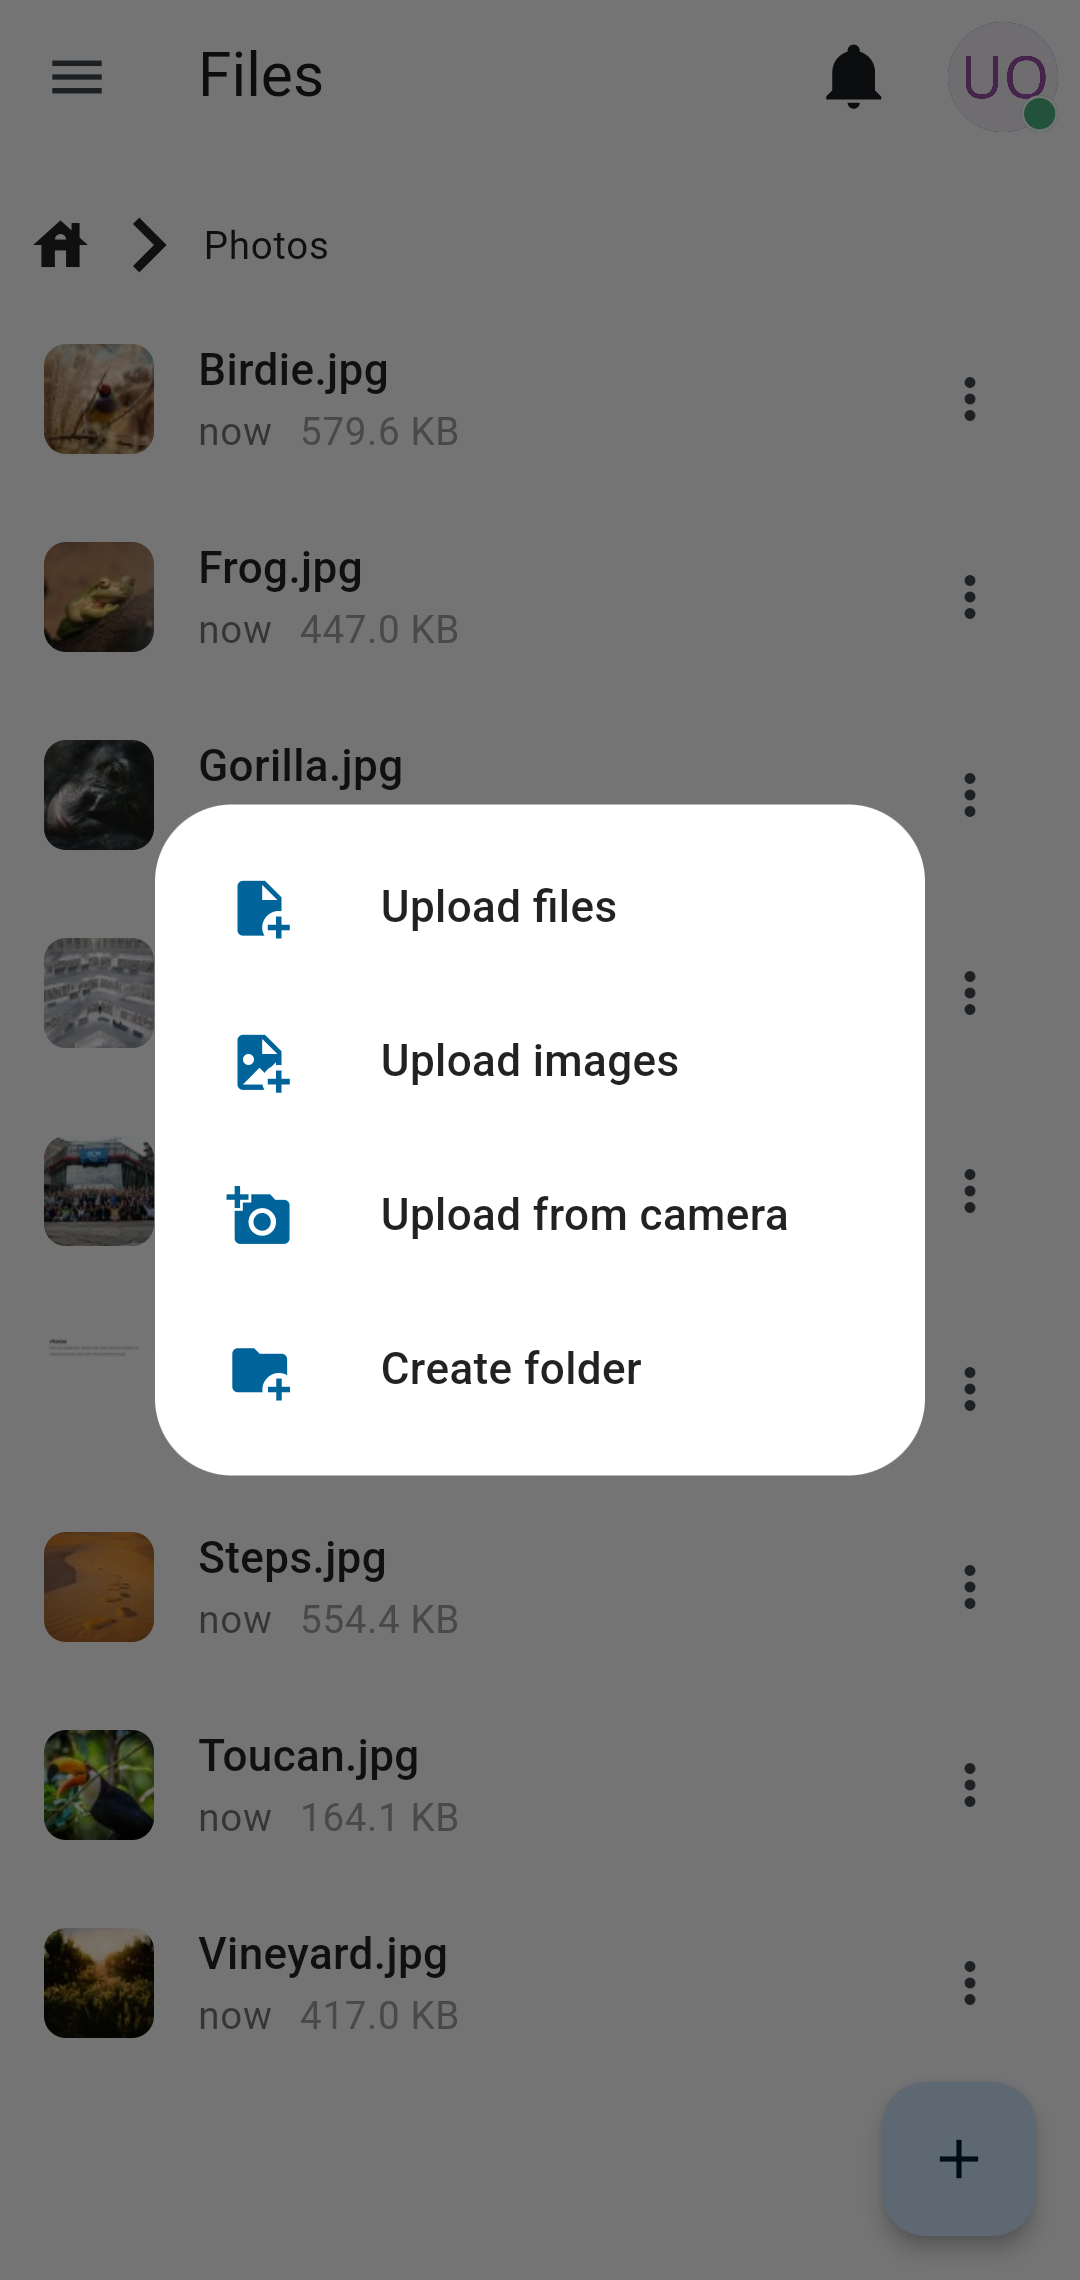 Files
UO
Photos
Birdie.jpg
now 579.6 KB
Frog.jpg
now 447.0 KB
Gorilla.jpg
Upload files
Upload images
Upload from camera
Create folder
Steps.jpg
now 554.4 KB
Toucan.jpg
now 164.1 KB
Vineyard.jpg
now 417.0 KB